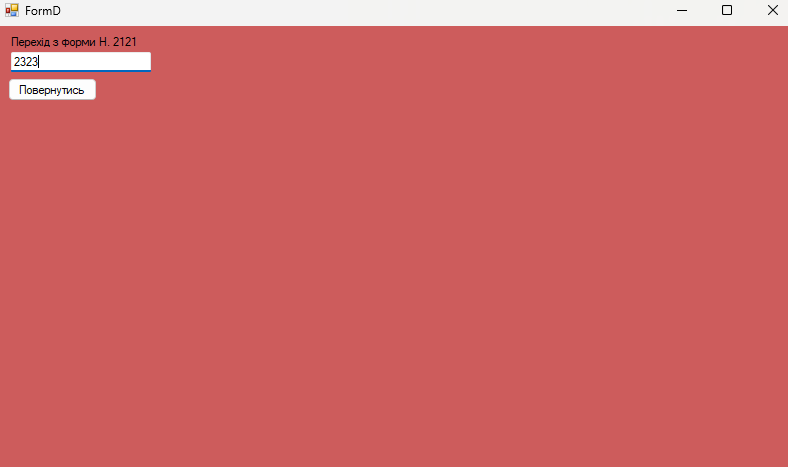 FormD
Перехід з форми Н. 2121
2323
Повернутись